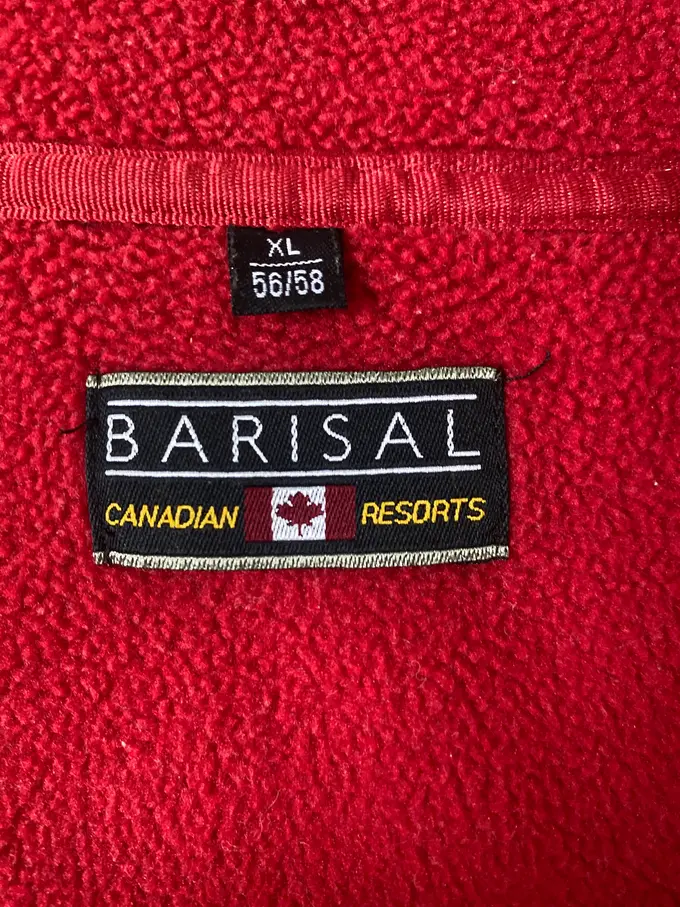 XL
56/58
BARISAL
CANADIAN RESORTS